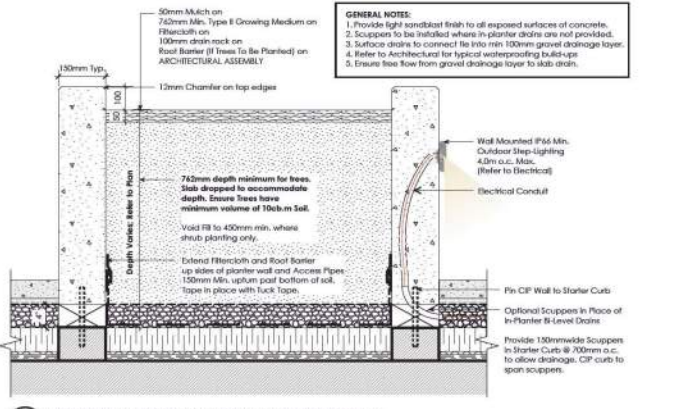 50mm Mulch on
762mm Min. Type II Growing Medium on
Filtercloth on
100mm drain rock on
Root Barrier (If Trees To Be Planted) on
ARCHITECTURAL ASSEMBLY
GENERAL NOTES:
1. Provide light sandblast finish to all exposed surfaces of concrete.
2. Scuppers to be installed where in-planter drains are not provided.
3. Surface drains to connect tie into min 100mm gravel drainage layer.
4. Refer to Architectural for typical waterproofing build-ups
5. Ensure free flow from gravel drainage layer to slab drain.
150mm Typ.
12mm Chamfer on top edges
100
50
Depth Varies; Refer to Plan
762mm depth minimum for trees.
Slab dropped to accommodate
depth. Ensure Trees have
minimum volume of 10cb.m Soil.
Void Fill to 450mm min. where
shrub planting only.
Extend Filtercloth and Root Barrier
up sides of planter wall and Access Pipes
150mm Min. upturn past bottom of soil.
Tape in place with Tuck Tape.
Wall Mounted IP66 Min.
Outdoor Step-Lighting
4.0m o.c. Max.
(Refer to Electrical)
Electrical Conduit
Pin CIP Wall to Starter Curb
Optional Scuppers in Place of
In-Planter Bi-Level Drains
Provide 150mmwide Scuppers
in Starter Curb @ 700mm o.c.
to allow drainage. CIP curb to
span scuppers.